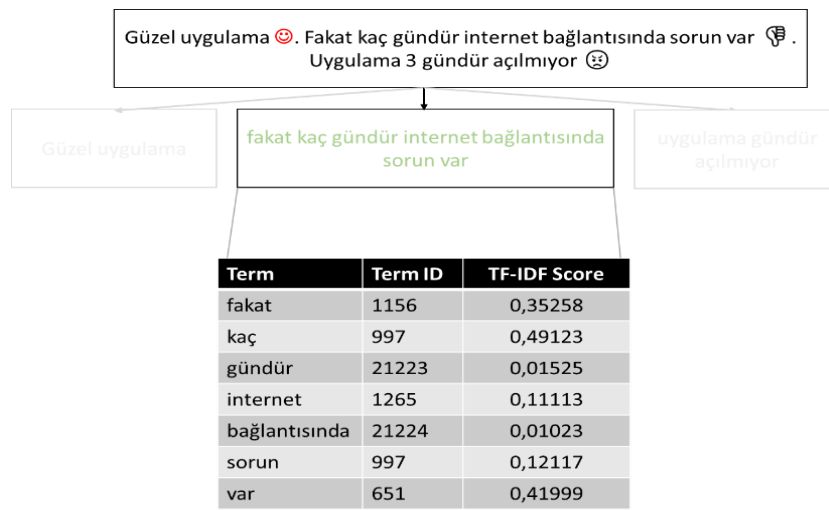 Güzel uygulama ☺. Fakat kaç gündür internet bağlantısında sorun var 👎.
Uygulama 3 gündür açılmıyor 😠
Güzel uygulama
fakat kaç gündür internet bağlantısında
sorun var
uygulama gündür
açılmıyor
Term Term ID TF-IDF Score
fakat 1156 0,35258
kaç 997 0,49123
gündür 21223 0,01525
internet 1265 0,11113
bağlantısında 21224 0,01023
sorun 997 0,12117
var 651 0,41999